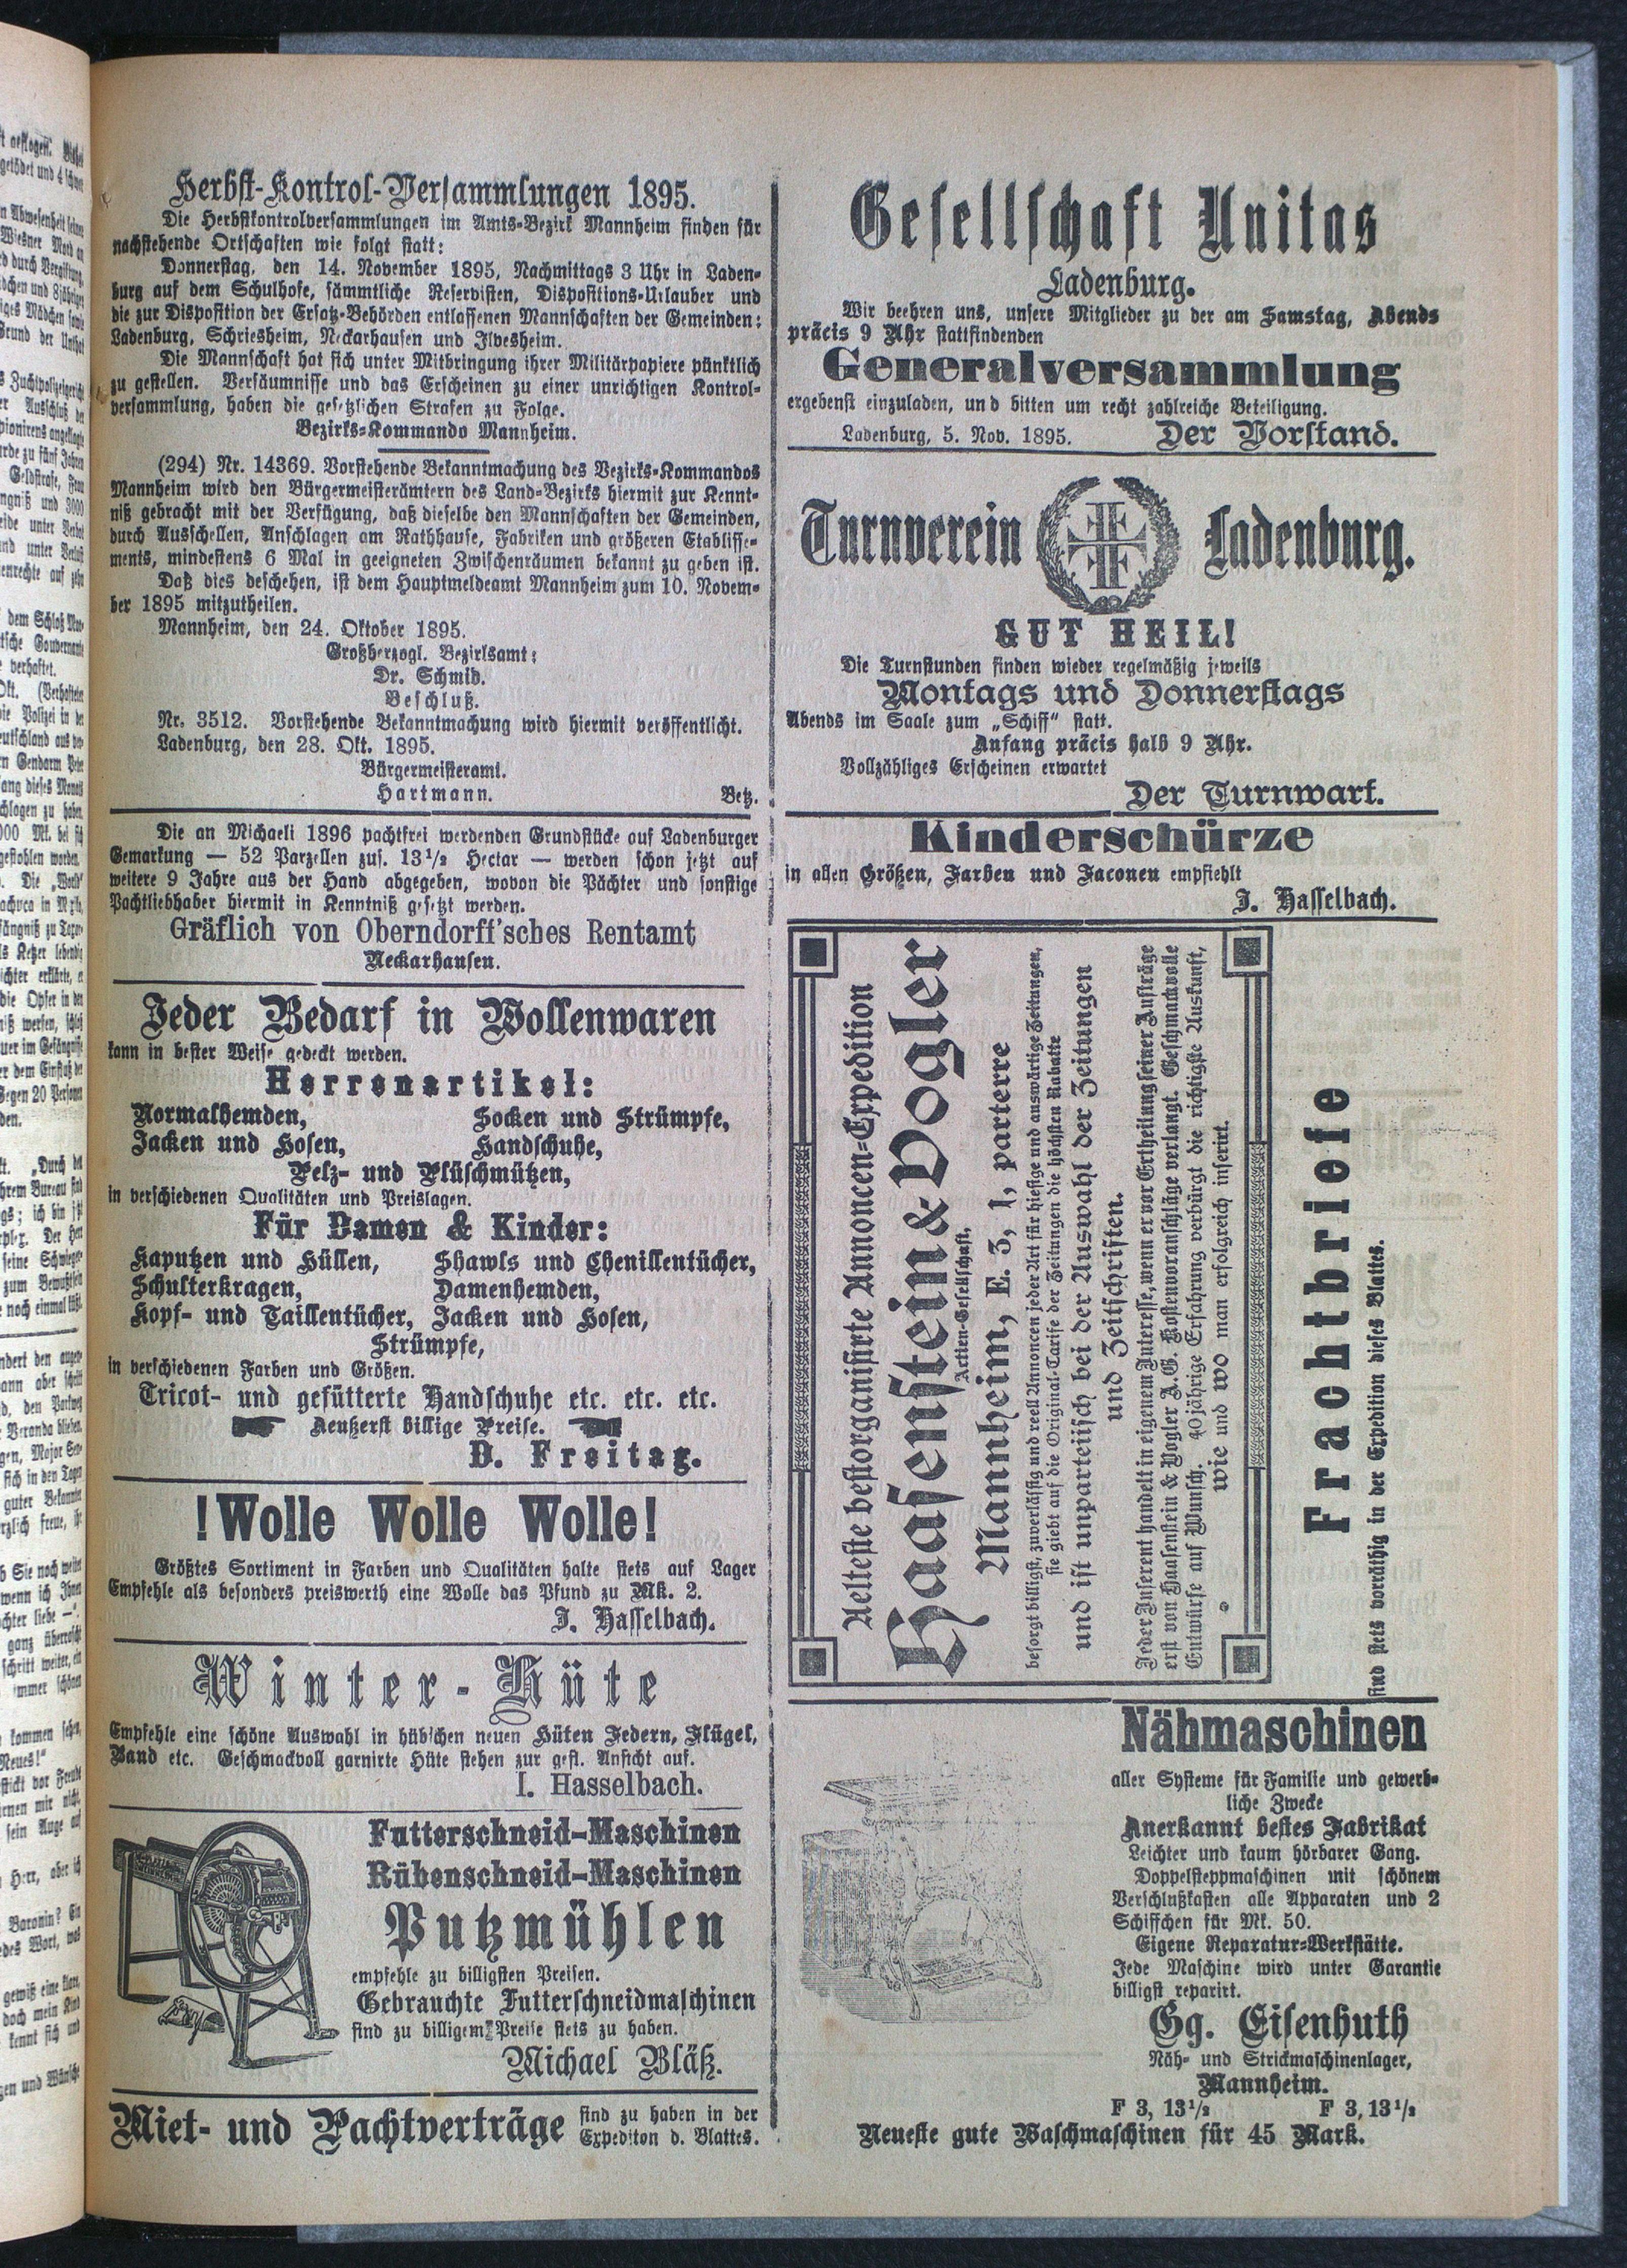 Herbst-Kontrol-Versammlungen 1895.
Die Herbstkontrolversammlungen im Amts-Bezirk Mannheim finden für
nachstehende Ortschaften wie folgt statt:
Donnerstag, den 14. November 1895, Nachmittags 3 Uhr in Laden-
burg auf dem Schulhofe, sämmtliche Reservisten, Dispositions-Urlauber und
die zur Disposition der Ersatz-Behörden entlassenen Mannschaften der Gemeinden:
Ladenburg, Schriesheim, Neckarhausen und Ilvesheim.
Die Mannschaft hat sich unter Mitbringung ihrer Militärpapiere pünktlich
zu gestellen. Versäumnisse und das Erscheinen zu einer unrichtigen Kontrol-
versammlung, haben die gesetzlichen Strafen zu Folge.
Bezirks-Kommando Mannheim.
(294) Nr. 14369. Vorstehende Bekanntmachung des Bezirks-Kommandos
Mannheim wird den Bürgermeisterämtern des Land-Bezirks hiermit zur Kennt-
niß gebracht mit der Verfügung, daß dieselbe den Mannschaften der Gemeinden,
durch Ausschellen, Anschlagen am Rathhause, Fabriken und größeren Etablisse-
ments, mindestens 6 Mal in geeigneten Zwischenräumen bekannt zu geben ist.
Daß dies beschehen, ist dem Hauptmeldeamt Mannheim zum 10. Novem-
ber 1895 mitzutheilen.
Mannheim, den 24. Oktober 1895.
Großherzogl. Bezirksamt:
Dr. Schmid.
Beschluß.
Nr. 3512. Vorstehende Bekanntmachung wird hiermit veröffentlicht.
Ladenburg, den 28. Okt. 1895.
Bürgermeisteramt.
Hartmann. Betz.
Die an Michaeli 1896 pachtfrei werdenden Grundstücke auf Ladenburger
Gemarkung — 52 Parzellen zus. 13 1/2 Hectar — werden schon jetzt auf
weitere 9 Jahre aus der Hand abgegeben, wovon die Pächter und sonstige
Pachtliebhaber hiermit in Kenntniß gesetzt werden.
Gräflich von Oberndorff'sches Rentamt
Neckarhausen.
Jeder Bedarf in Wollenwaren
kann in bester Weise gedeckt werden.
Herrenartikel:
Normalhemden, Socken und Strümpfe,
Jacken und Hosen, Handschuhe,
Pelz- und Plüschmützen,
in verschiedenen Qualitäten und Preislagen.
Für Damen & Kinder:
Kaputzen und Hüllen, Shawls und Chenillentücher,
Schulterkragen, Damenhemden,
Kopf- und Taillentücher, Jacken und Hosen,
Strümpfe,
in verschiedenen Farben und Größen.
Tricot- und gefütterte Handschuhe etc. etc. etc.
Aeußerst billige Preise.
D. Freitag.
!Wolle Wolle Wolle!
Größtes Sortiment in Farben und Qualitäten halte stets auf Lager
Empfehle als besonders preiswerth eine Wolle das Pfund zu Mk. 2.
J. Hasselbach.
Winter-Hüte
Empfehle eine schöne Auswahl in hübschen neuen Hüten Federn, Flügel,
Band etc. Geschmackvoll garnirte Hüte stehen zur gefl. Ansicht auf.
I. Hasselbach.
Futterschneid-Maschinen
Rübenschneid-Maschinen
Putzmühlen
empfehle zu billigsten Preisen.
Gebrauchte Futterschneidmaschinen
sind zu billigem Preise stets zu haben.
Michael Bläß.
Miet- und Pachtverträge sind zu haben in der
Expediton d. Blattes.
Gesellschaft Unitas
Ladenburg.
Wir beehren uns, unsere Mitglieder zu der am Samstag, Abends
präcis 9 Uhr stattfindenden
Generalversammlung
ergebenst einzuladen, und bitten um recht zahlreiche Beteiligung.
Ladenburg, 5. Nov. 1895. Der Vorstand.
Turnverein Ladenburg.
GUT HEIL!
Die Turnstunden finden wieder regelmäßig jeweils
Montags und Donnerstags
Abends im Saale zum „Schiff“ statt.
Anfang präcis halb 9 Uhr.
Vollzähliges Erscheinen erwartet
Der Turnwart.
Kinderschürze
in allen Größen, Farben und Faconen empfiehlt
J. Hasselbach.
Aelteste bestorganisirte Annoncen-Expedition
Haasenstein & Vogler
Actien-Gesellschaft,
Mannheim, E. 3, 1, parterre
besorgt billigst, zuverlässig und reell Annoncen jeder Art für hiesige und auswärtige Zeitungen,
sie giebt auf die Original-Tarife der Zeitungen die höchsten Rabatte
und ist unparteiisch bei der Auswahl der Zeitungen
und Zeitschriften.
Jeder Inserent handelt in eigenem Interesse, wenn er vor Ertheilung seiner Aufträge
erst von Haasenstein & Vogler A. G. Kostenvoranschläge verlangt. Geschmackvolle
Entwürfe auf Wunsch. 40jährige Erfahrung verbürgt die richtigste Auskunft,
wie und wo man erfolgreich inserirt.
Frachtbriefe
sind stets vorräthig in der Expedition dieses Blattes.
Nähmaschinen
aller Systeme für Familie und gewerb-
liche Zwecke
Anerkannt bestes Fabrikat
Leichter und kaum hörbarer Gang.
Doppelsteppmaschinen mit schönem
Verschlußkasten alle Apparaten und 2
Schiffchen für Mk. 50.
Eigene Reparatur-Werkstätte.
Jede Maschine wird unter Garantie
billigst reparirt.
Gg. Eisenhuth
Näh- und Strickmaschinenlager,
Mannheim.
F 3, 13 1/2 F 3, 13 1/2
Neueste gute Waschmaschinen für 45 Mark.